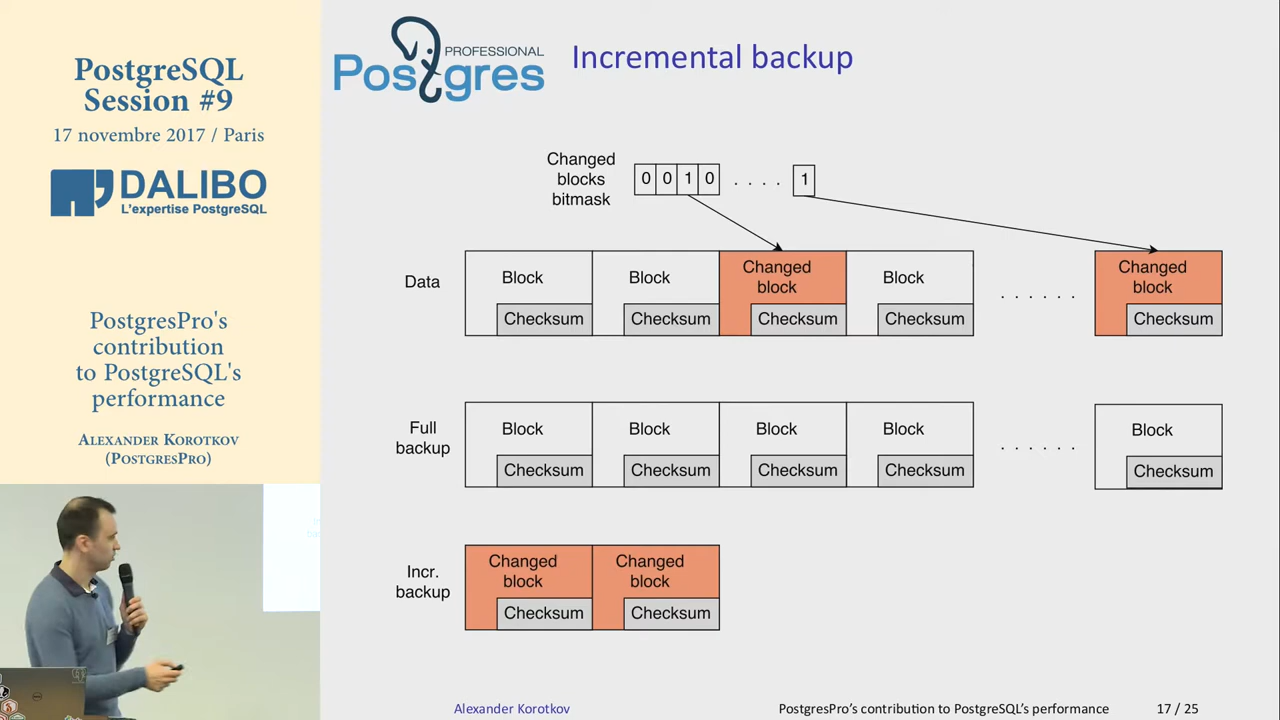 PostgreSQL
Session #9
17 novembre 2017 / Paris
DALIBO
L'expertise PostgreSQL
PostgresPro's
contribution
to PostgreSQL's
performance
Alexander Korotkov
(PostgresPro)
PROFESSIONAL
Postgres
Incremental backup
Changed
blocks
bitmask
0 0 1 0 . . . . 1
Data
Block Block Changed block Block . . . . . . Changed block
Checksum Checksum Checksum Checksum Checksum
Full
backup
Block Block Block Block . . . . . . Block
Checksum Checksum Checksum Checksum Checksum
Incr.
backup
Changed block Changed block
Checksum Checksum
Alexander Korotkov PostgresPro's contribution to PostgreSQL's performance 17 / 25